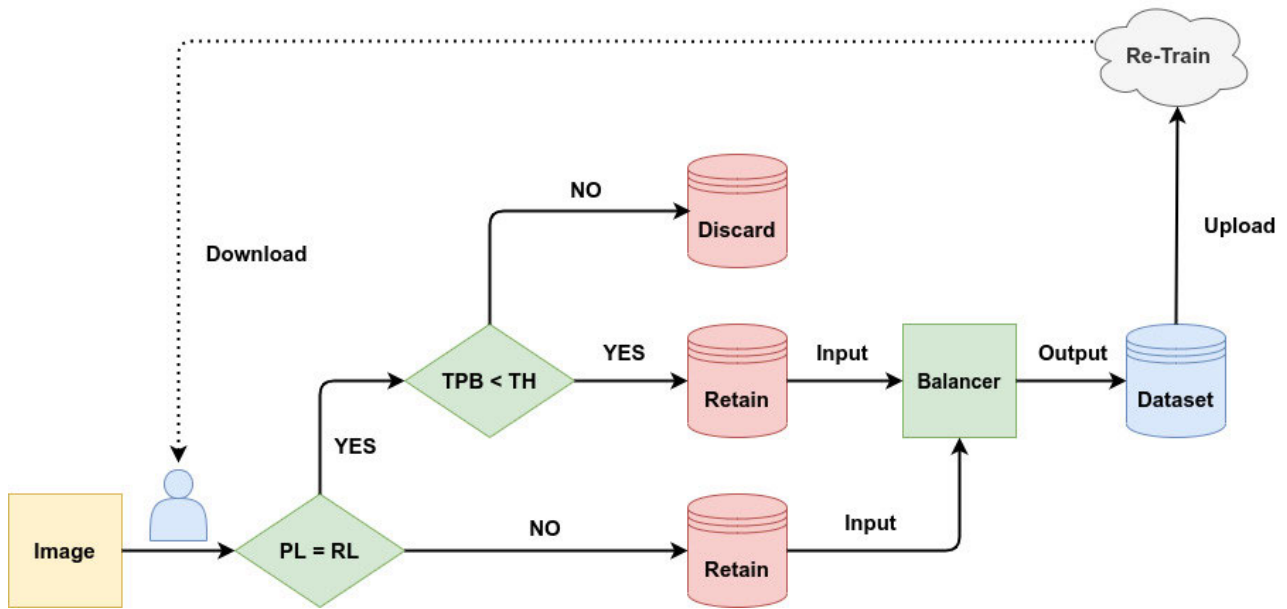 Re-Train
NO
Discard
Upload
Download
TPB < TH
YES
Retain
Input
Balancer
Output
Dataset
YES
Image
PL = RL
NO
Retain
Input